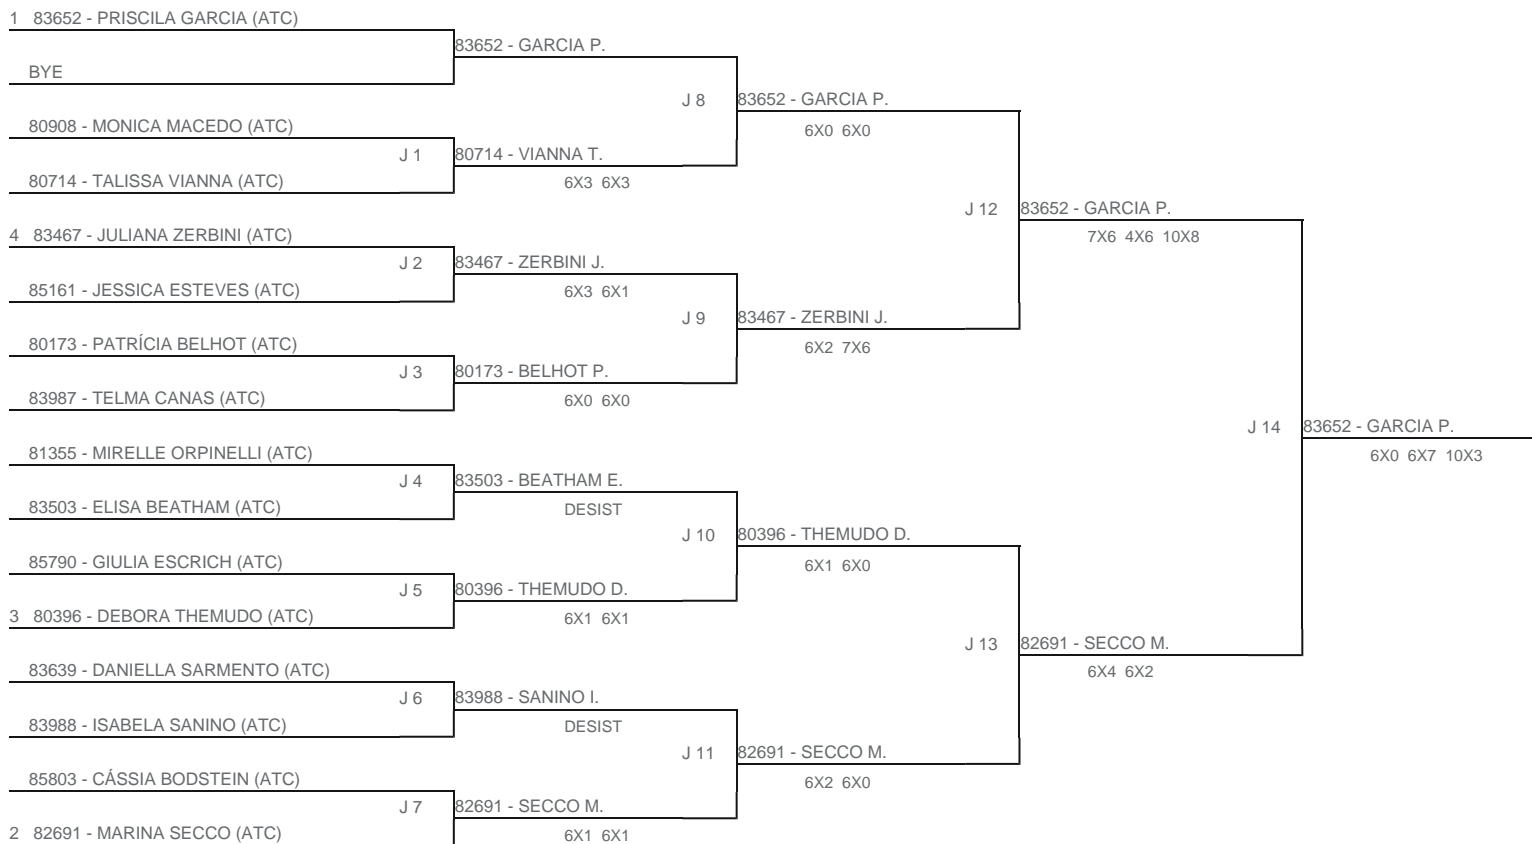 1 83652 - PRISCILA GARCIA (ATC)
83652 - GARCIA P.
BYE
J 8
83652 - GARCIA P.
6X0 6X0
80908 - MONICA MACEDO (ATC)
J 1
80714 - VIANNA T.
6X3 6X3
80714 - TALISSA VIANNA (ATC)
J 12
83652 - GARCIA P.
7X6 4X6 10X8
4 83467 - JULIANA ZERBINI (ATC)
J 2
83467 - ZERBINI J.
6X3 6X1
85161 - JESSICA ESTEVES (ATC)
J 9
83467 - ZERBINI J.
6X2 7X6
80173 - PATRÍCIA BELHOT (ATC)
J 3
80173 - BELHOT P.
6X0 6X0
83987 - TELMA CANAS (ATC)
J 14
83652 - GARCIA P.
6X0 6X7 10X3
81355 - MIRELLE ORPINELLI (ATC)
J 4
83503 - BEATHAM E.
DESIST
83503 - ELISA BEATHAM (ATC)
J 10
80396 - THEMUDO D.
6X1 6X0
85790 - GIULIA ESCRICH (ATC)
J 5
80396 - THEMUDO D.
6X1 6X1
3 80396 - DEBORA THEMUDO (ATC)
J 13
82691 - SECCO M.
6X4 6X2
83639 - DANIELLA SARMENTO (ATC)
J 6
83988 - SANINO I.
DESIST
83988 - ISABELA SANINO (ATC)
J 11
82691 - SECCO M.
6X2 6X0
85803 - CÁSSIA BODSTEIN (ATC)
J 7
82691 - SECCO M.
6X1 6X1
2 82691 - MARINA SECCO (ATC)